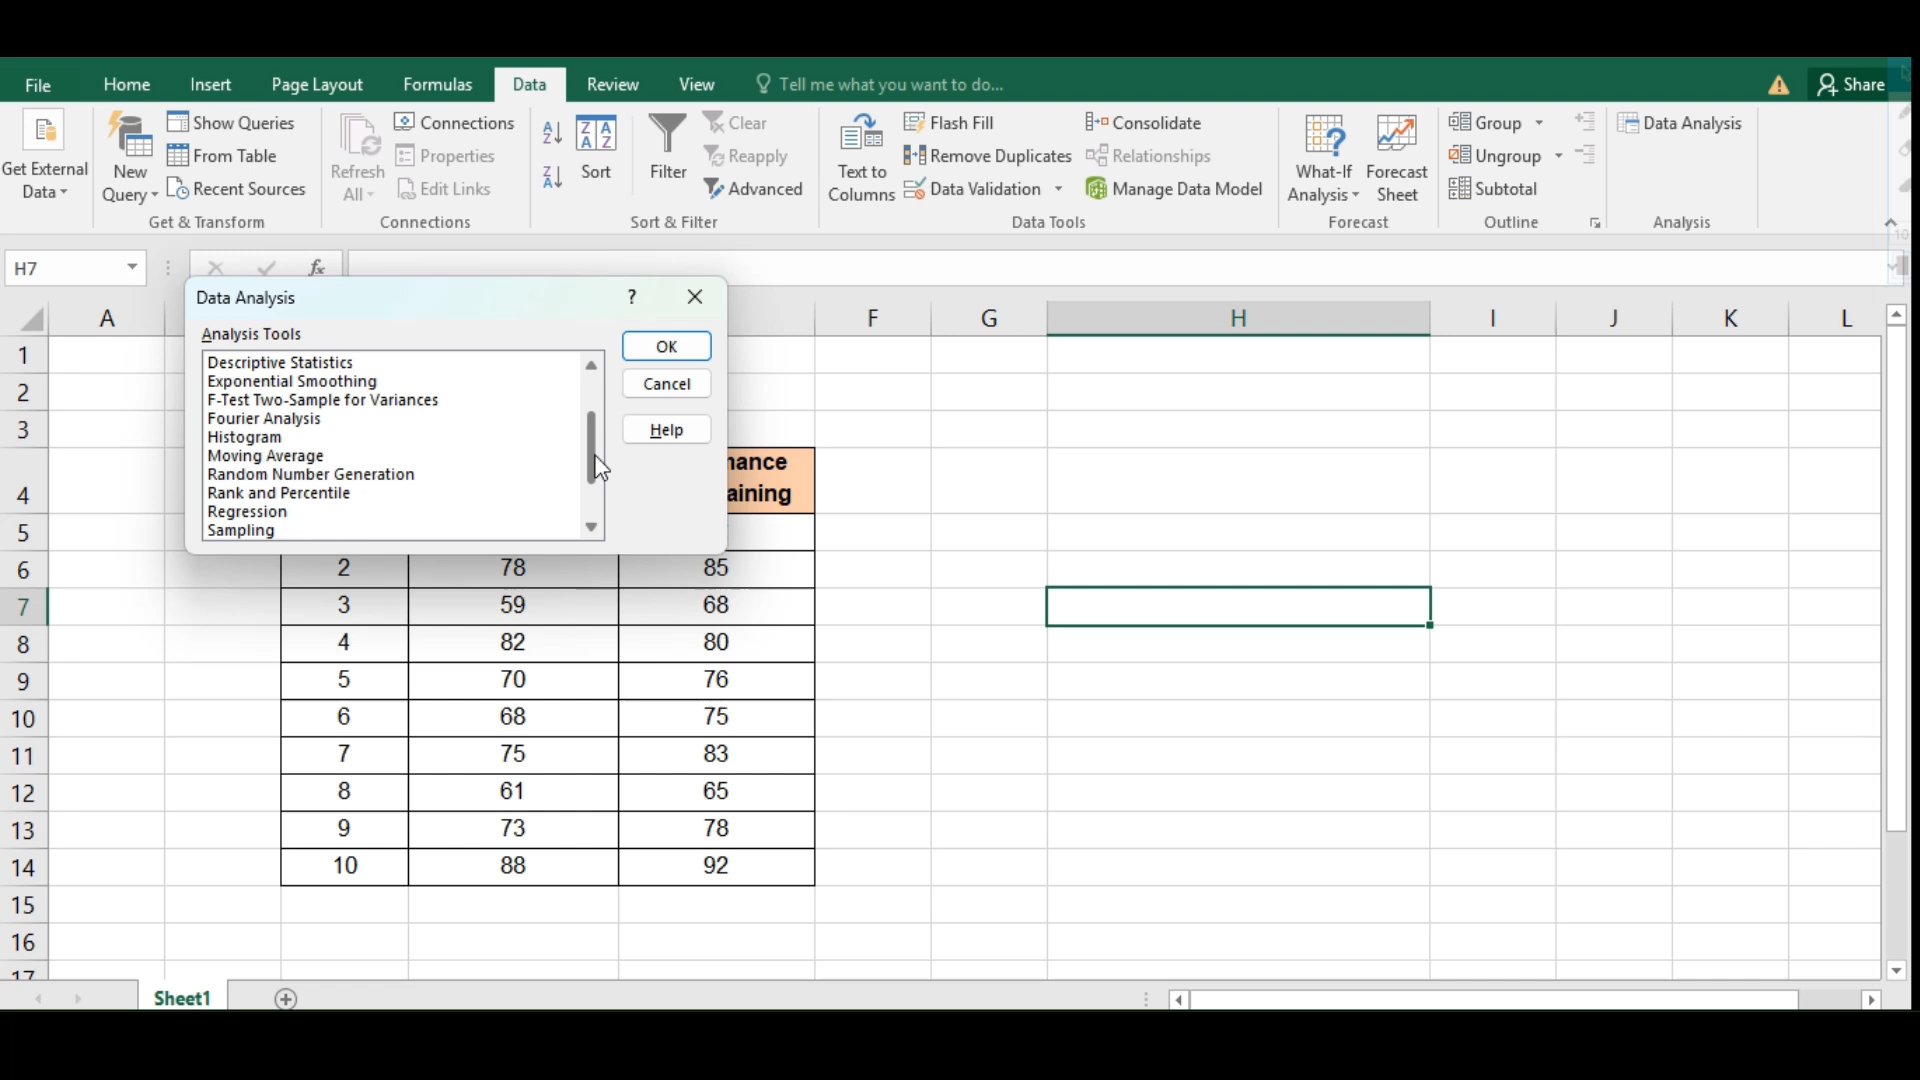 File Home Insert Page Layout Formulas Data Review View Tell me what you want to do... Share
Get External Data
New Query
Show Queries
From Table
Recent Sources
Get & Transform
Refresh All
Connections
Properties
Edit Links
Connections
Sort
Filter
Clear
Reapply
Advanced
Sort & Filter
Text to Columns
Flash Fill
Remove Duplicates
Data Validation
Consolidate
Relationships
Manage Data Model
Data Tools
What-If Analysis
Forecast Sheet
Forecast
Group
Ungroup
Subtotal
Outline
Data Analysis
Analysis
H7
fx
Data Analysis ?
Analysis Tools
Descriptive Statistics
Exponential Smoothing
F-Test Two-Sample for Variances
Fourier Analysis
Histogram
Moving Average
Random Number Generation
Rank and Percentile
Regression
Sampling
OK
Cancel
Help
A F G H I J K L
1
2
3
4 mance
aining
5
6 2 78 85
7 3 59 68
8 4 82 80
9 5 70 76
10 6 68 75
11 7 75 83
12 8 61 65
13 9 73 78
14 10 88 92
15
16
17
Sheet1